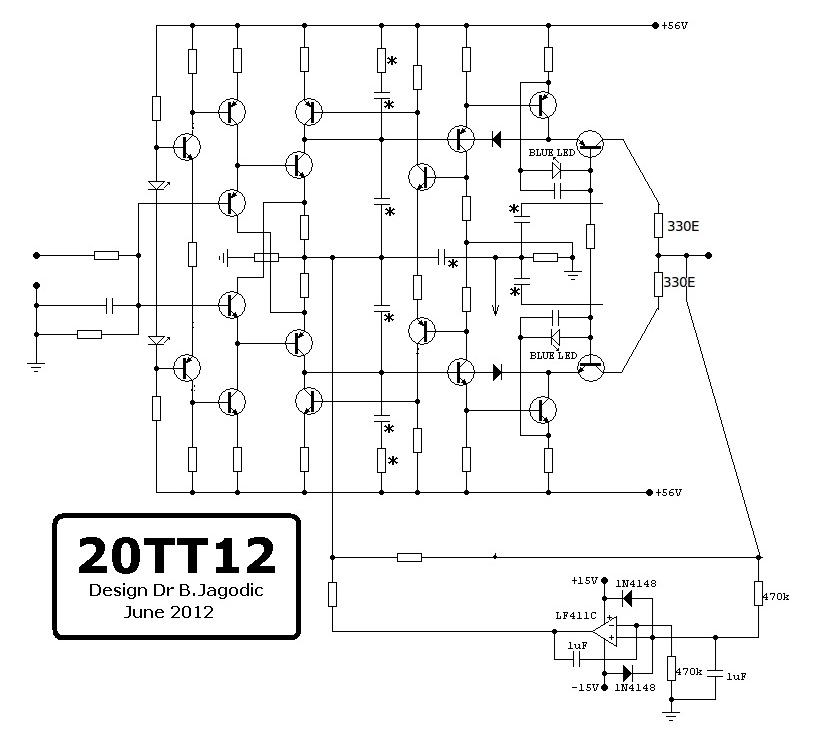 +56V
*
*
BLUE LED
*
*
330E
*
330E
*
*
BLUE LED
*
*
+56V
20TT12
Design Dr B.Jagodic
June 2012
+15V
1N4148
470k
LF411C
+
-
+
1uF
470k
1uF
-15V
1N4148